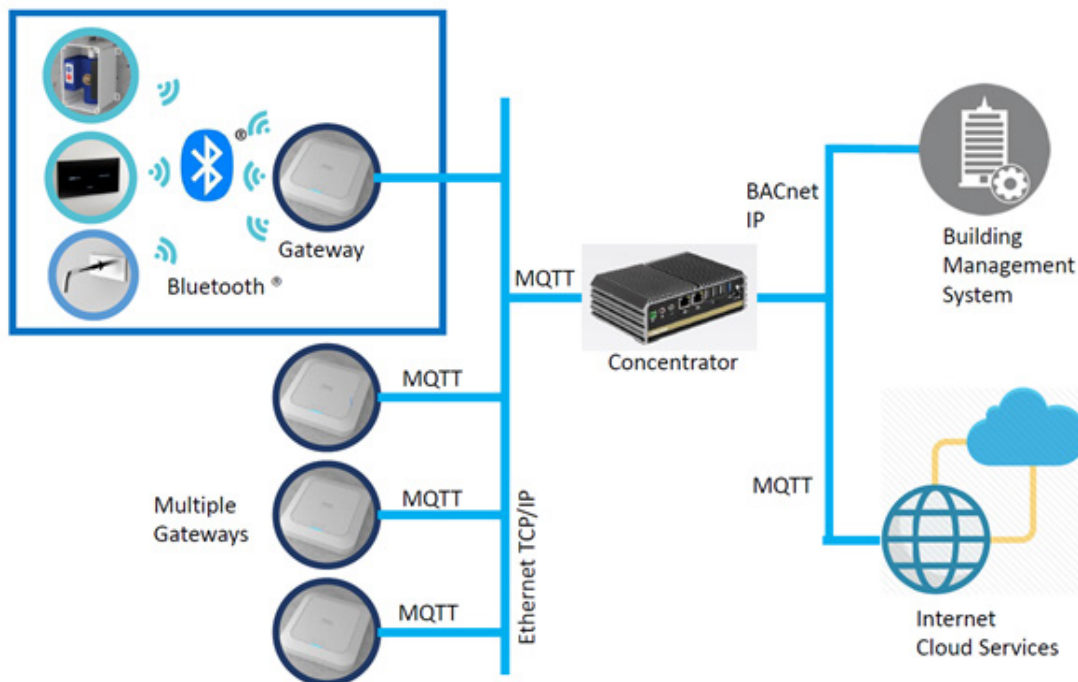 ®
Gateway
Bluetooth ®
MQTT
Concentrator
BACnet
IP
Building
Management
System
MQTT
Multiple
Gateways
MQTT
MQTT
Ethernet TCP/IP
MQTT
Internet
Cloud Services